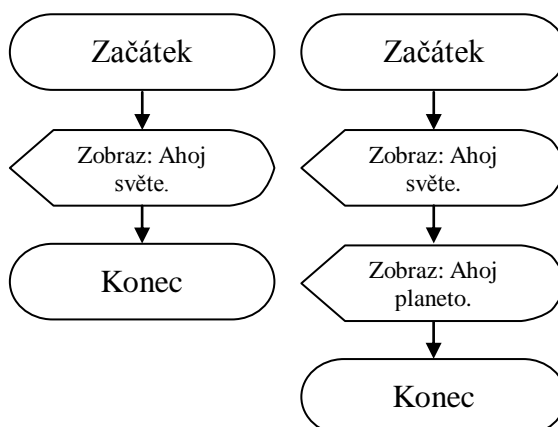 Začátek
Zobraz: Ahoj
světe.
Konec
Začátek
Zobraz: Ahoj
světe.
Zobraz: Ahoj
planeto.
Konec